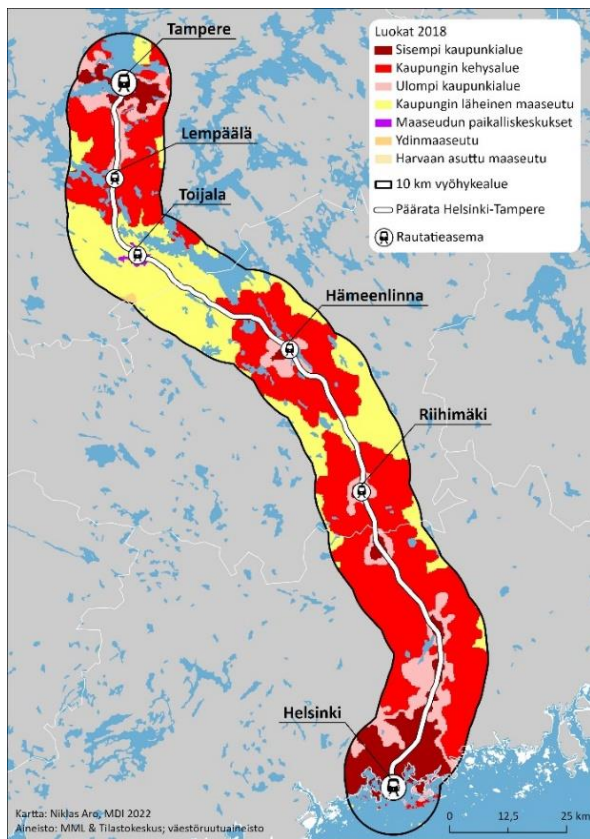 Tampere
Lempäälä
Toijala
Hämeenlinna
Riihimäki
Helsinki
Luokat 2018
Sisempi kaupunkialue
Kaupungin kehysalue
Ulompi kaupunkialue
Kaupungin läheinen maaseutu
Maaseudun paikalliskeskukset
Ydinmaaseutu
Harvaan asuttu maaseutu
10 km vyöhykealue
Päärata Helsinki-Tampere
Rautatieasema
Kartta: Niklas Aro, MDI 2022
Aineisto: MML & Tilastokeskus; väestöruutuaineisto
0 12,5 25 km